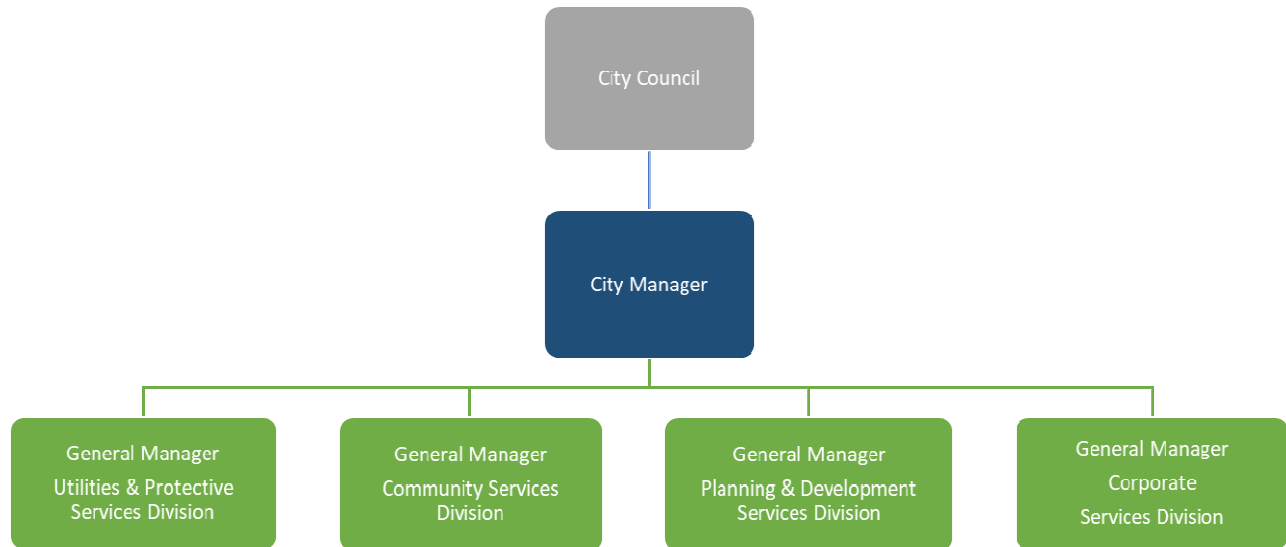 City Council
City Manager
General Manager
Utilities & Protective
Services Division
General Manager
Community Services
Division
General Manager
Planning & Development
Services Division
General Manager
Corporate
Services Division